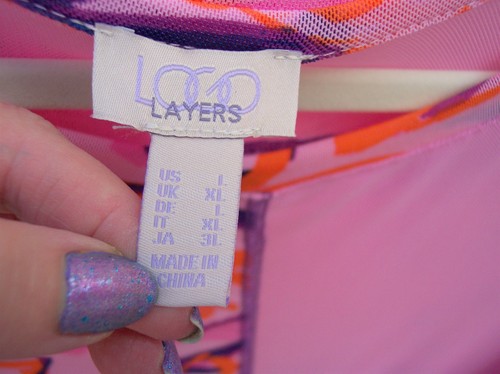 LOGO
LAYERS
US L
UK XL
DE L
IT XL
JA 3L
MADE IN
CHINA